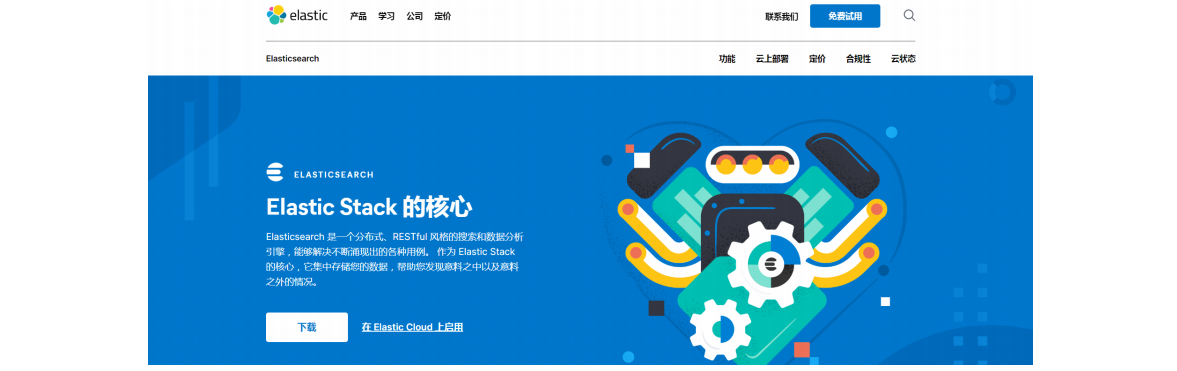 elastic 产品 学习 公司 定价 联系我们 免费试用
Elasticsearch 功能 云上部署 定价 合规性 云状态
ELASTICSEARCH
Elastic Stack 的核心
Elasticsearch 是一个分布式、RESTful 风格的搜索和数据分析
引擎，能够解决不断涌现出的各种用例。 作为 Elastic Stack
的核心，它集中存储您的数据，帮助您发现意料之中以及意料
之外的情况。
下载 在 Elastic Cloud 上启用